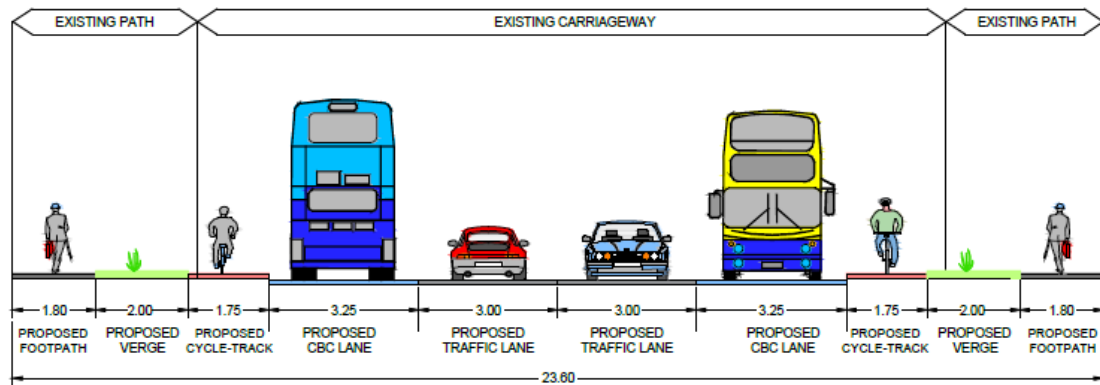 EXISTING PATH
EXISTING CARRIAGEWAY
EXISTING PATH
1.80
2.00
1.75
3.25
3.00
3.00
3.25
1.75
2.00
1.80
PROPOSED
FOOTPATH
PROPOSED
VERGE
PROPOSED
CYCLE-TRACK
PROPOSED
CBC LANE
PROPOSED
TRAFFIC LANE
PROPOSED
TRAFFIC LANE
PROPOSED
CBC LANE
PROPOSED
CYCLE-TRACK
PROPOSED
VERGE
PROPOSED
FOOTPATH
23.60